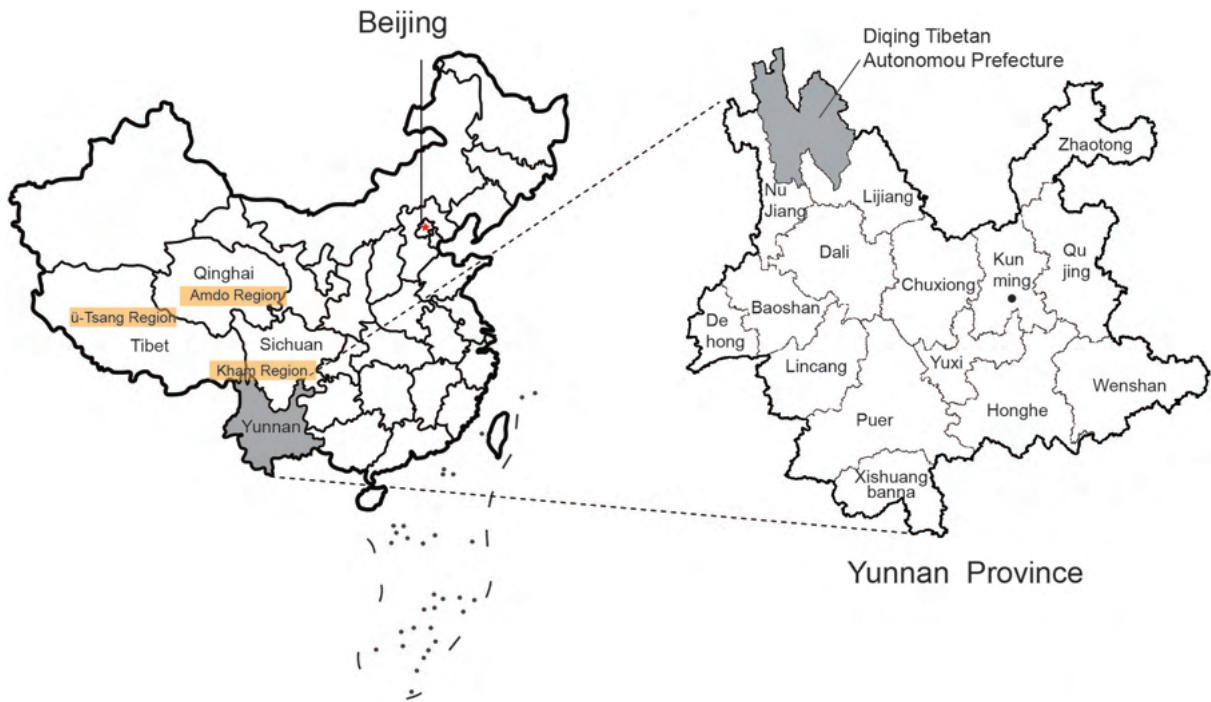 Beijing
Qinghai
Amdo Region
ü-Tsang Region
Tibet
Sichuan
Kham Region
Yunnan
Diqing Tibetan
Autonomou Prefecture
Zhaotong
Nu
Jiang
Lijiang
Dali
Chuxiong
Kun
ming
Qu
jing
Baoshan
De
hong
Lincang
Yuxi
Wenshan
Puer
Honghe
Xishuang
banna
Yunnan Province